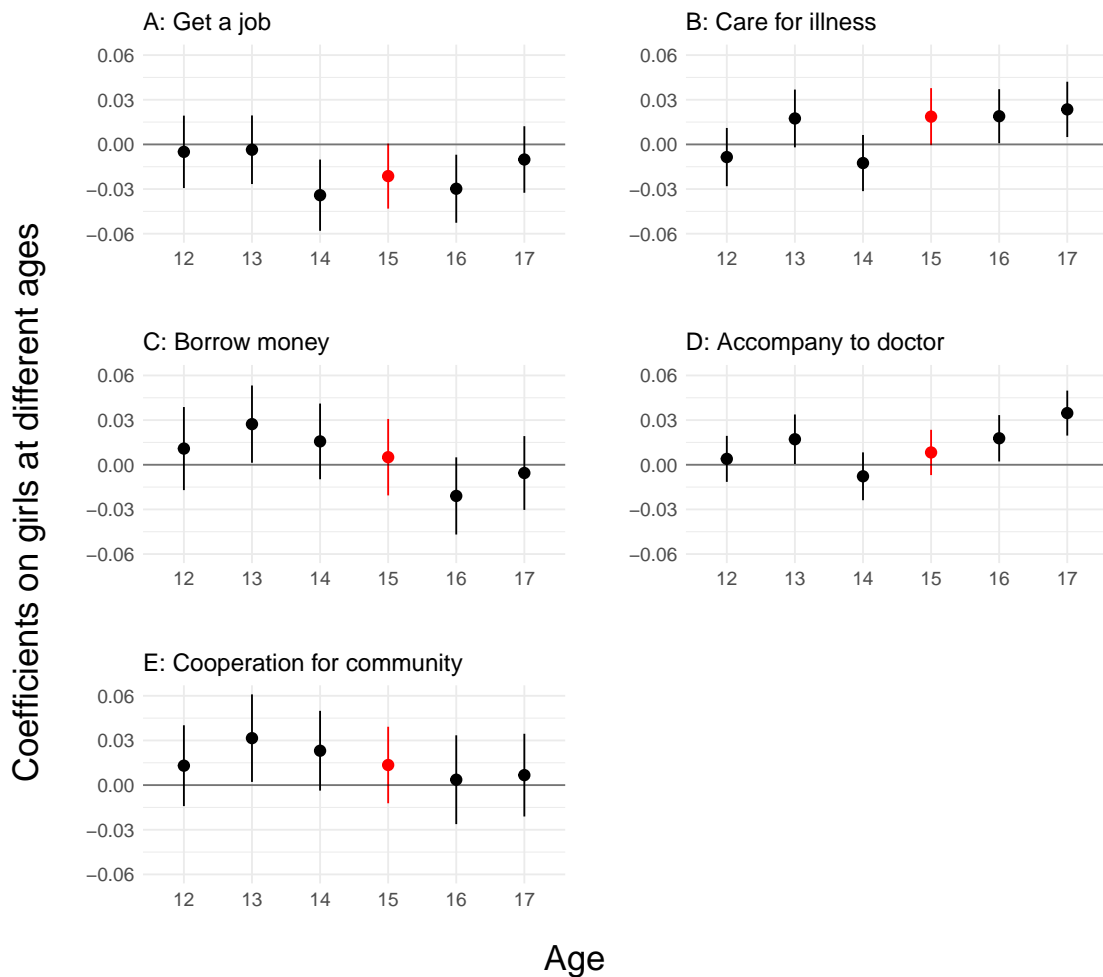 A: Get a job
B: Care for illness
0.06
0.03
0.00
−0.03
−0.06
12 13 14 15 16 17
0.06
0.03
0.00
−0.03
−0.06
12 13 14 15 16 17
C: Borrow money
D: Accompany to doctor
0.06
0.03
0.00
−0.03
−0.06
12 13 14 15 16 17
0.06
0.03
0.00
−0.03
−0.06
12 13 14 15 16 17
E: Cooperation for community
0.06
0.03
0.00
−0.03
−0.06
12 13 14 15 16 17
Coefficients on girls at different ages
Age